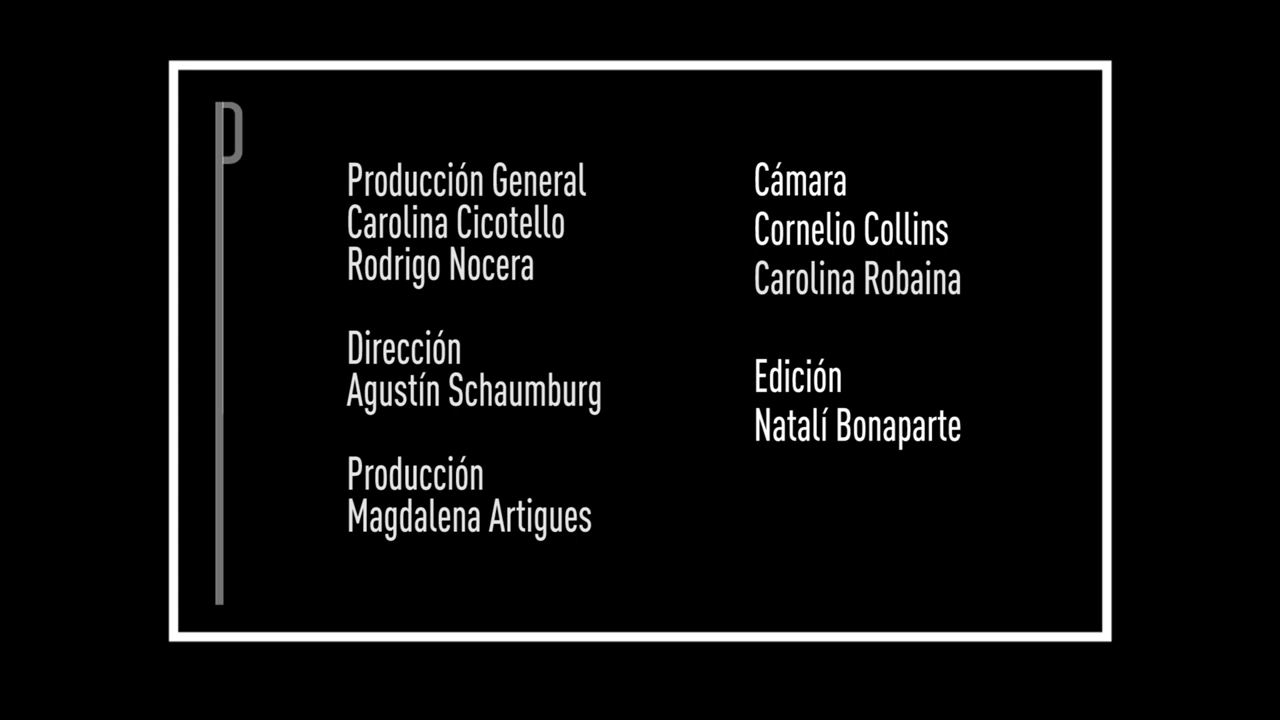 P
Producción General
Carolina Cicotello
Rodrigo Nocera
Dirección
Agustín Schaumburg
Producción
Magdalena Artigues
Cámara
Cornelio Collins
Carolina Robaina
Edición
Natalí Bonaparte